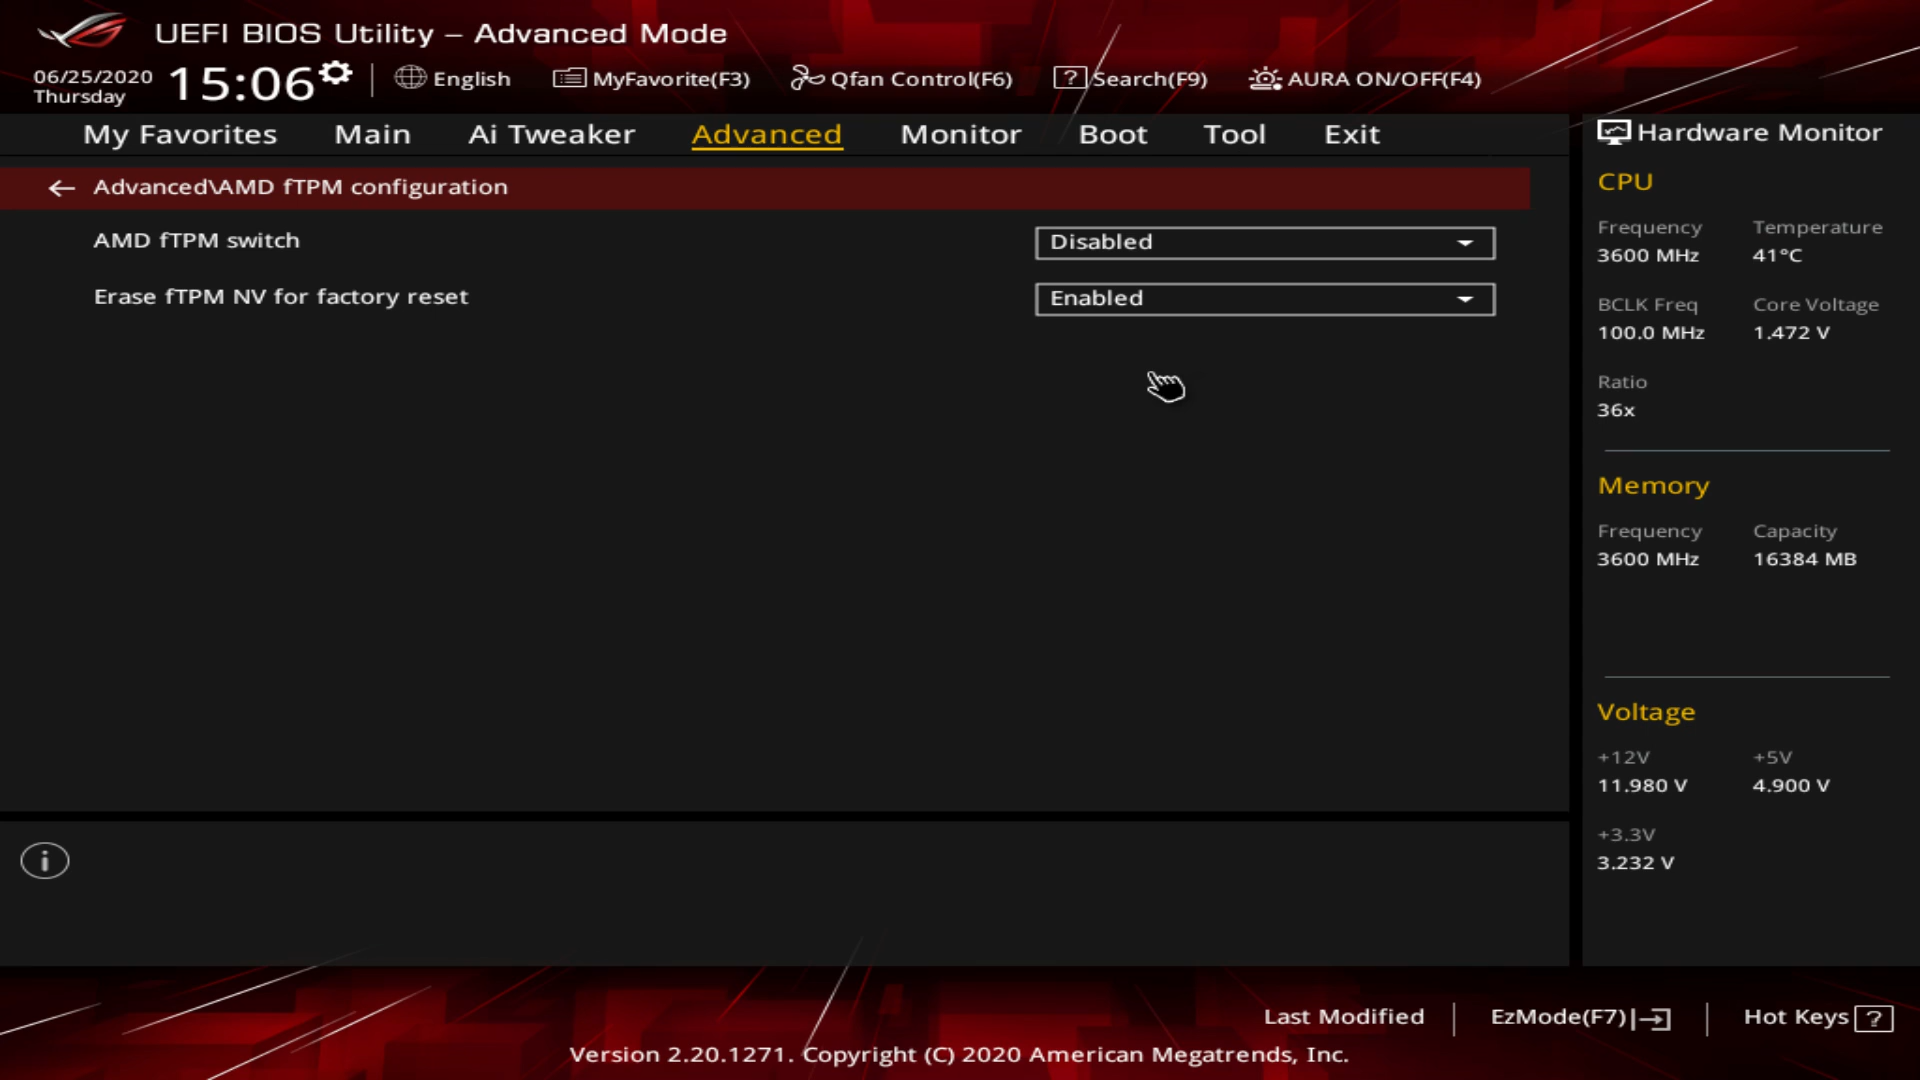 UEFI BIOS Utility – Advanced Mode
06/25/2020
Thursday
15:06
English
MyFavorite(F3)
Qfan Control(F6)
? Search(F9)
AURA ON/OFF(F4)
My Favorites
Main
Ai Tweaker
Advanced
Monitor
Boot
Tool
Exit
Advanced\AMD fTPM configuration
AMD fTPM switch
Disabled
Erase fTPM NV for factory reset
Enabled
i
Hardware Monitor
CPU
Frequency Temperature
3600 MHz 41°C
BCLK Freq Core Voltage
100.0 MHz 1.472 V
Ratio
36x
Memory
Frequency Capacity
3600 MHz 16384 MB
Voltage
+12V +5V
11.980 V 4.900 V
+3.3V
3.232 V
Last Modified
EzMode(F7)
Hot Keys ?
Version 2.20.1271. Copyright (C) 2020 American Megatrends, Inc.